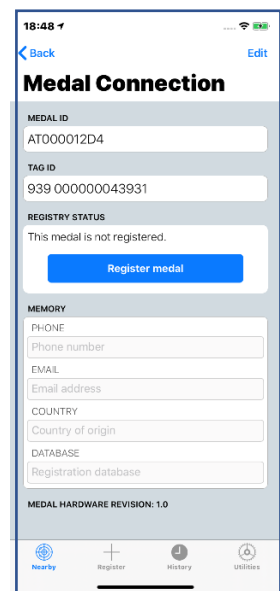 18:48
Back
Edit
Medal Connection
MEDAL ID
AT000012D4
TAG ID
939 000000043931
REGISTRY STATUS
This medal is not registered.
Register medal
MEMORY
PHONE
Phone number
EMAIL
Email address
COUNTRY
Country of origin
DATABASE
Registration database
MEDAL HARDWARE REVISION: 1.0
Nearby
Register
History
Utilities